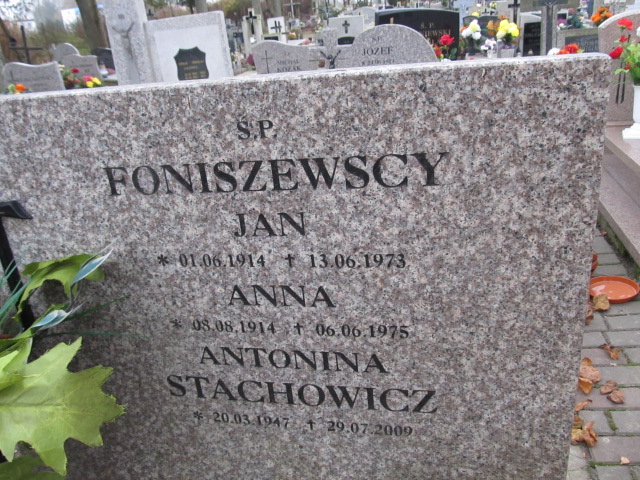 S.P.
FONISZEWSCY
JAN
* 01.06.1914 † 13.06.1973
ANNA
* 08.08.1914 † 06.06.1975
ANTONINA
STACHOWICZ
* 20.03.1947 † 29.07.2009
JÓZEF